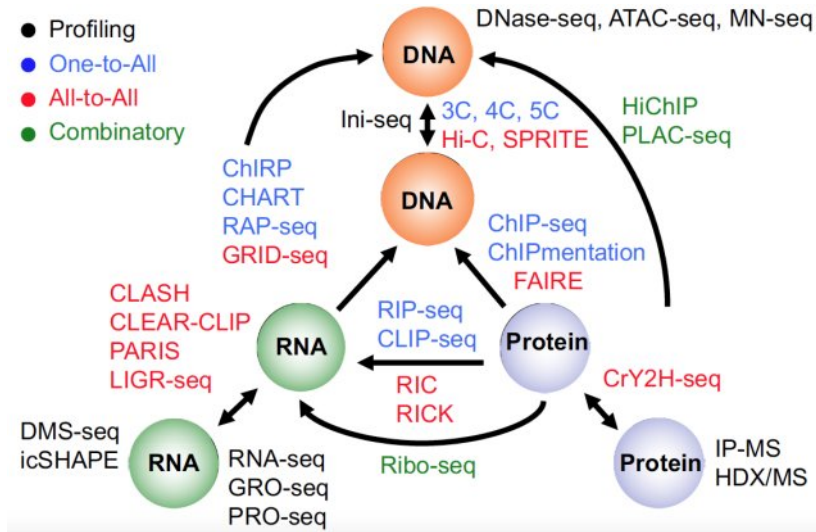 Profiling
One-to-All
All-to-All
Combinatory
DNase-seq, ATAC-seq, MN-seq
DNA
Ini-seq
3C, 4C, 5C
Hi-C, SPRITE
HiChIP
PLAC-seq
DNA
ChIRP
CHART
RAP-seq
GRID-seq
ChIP-seq
ChIPmentation
FAIRE
CLASH
CLEAR-CLIP
PARIS
LIGR-seq
RNA
RIP-seq
CLIP-seq
RIC
RICK
Protein
CrY2H-seq
DMS-seq
icSHAPE
RNA
RNA-seq
GRO-seq
PRO-seq
Ribo-seq
Protein
IP-MS
HDX/MS